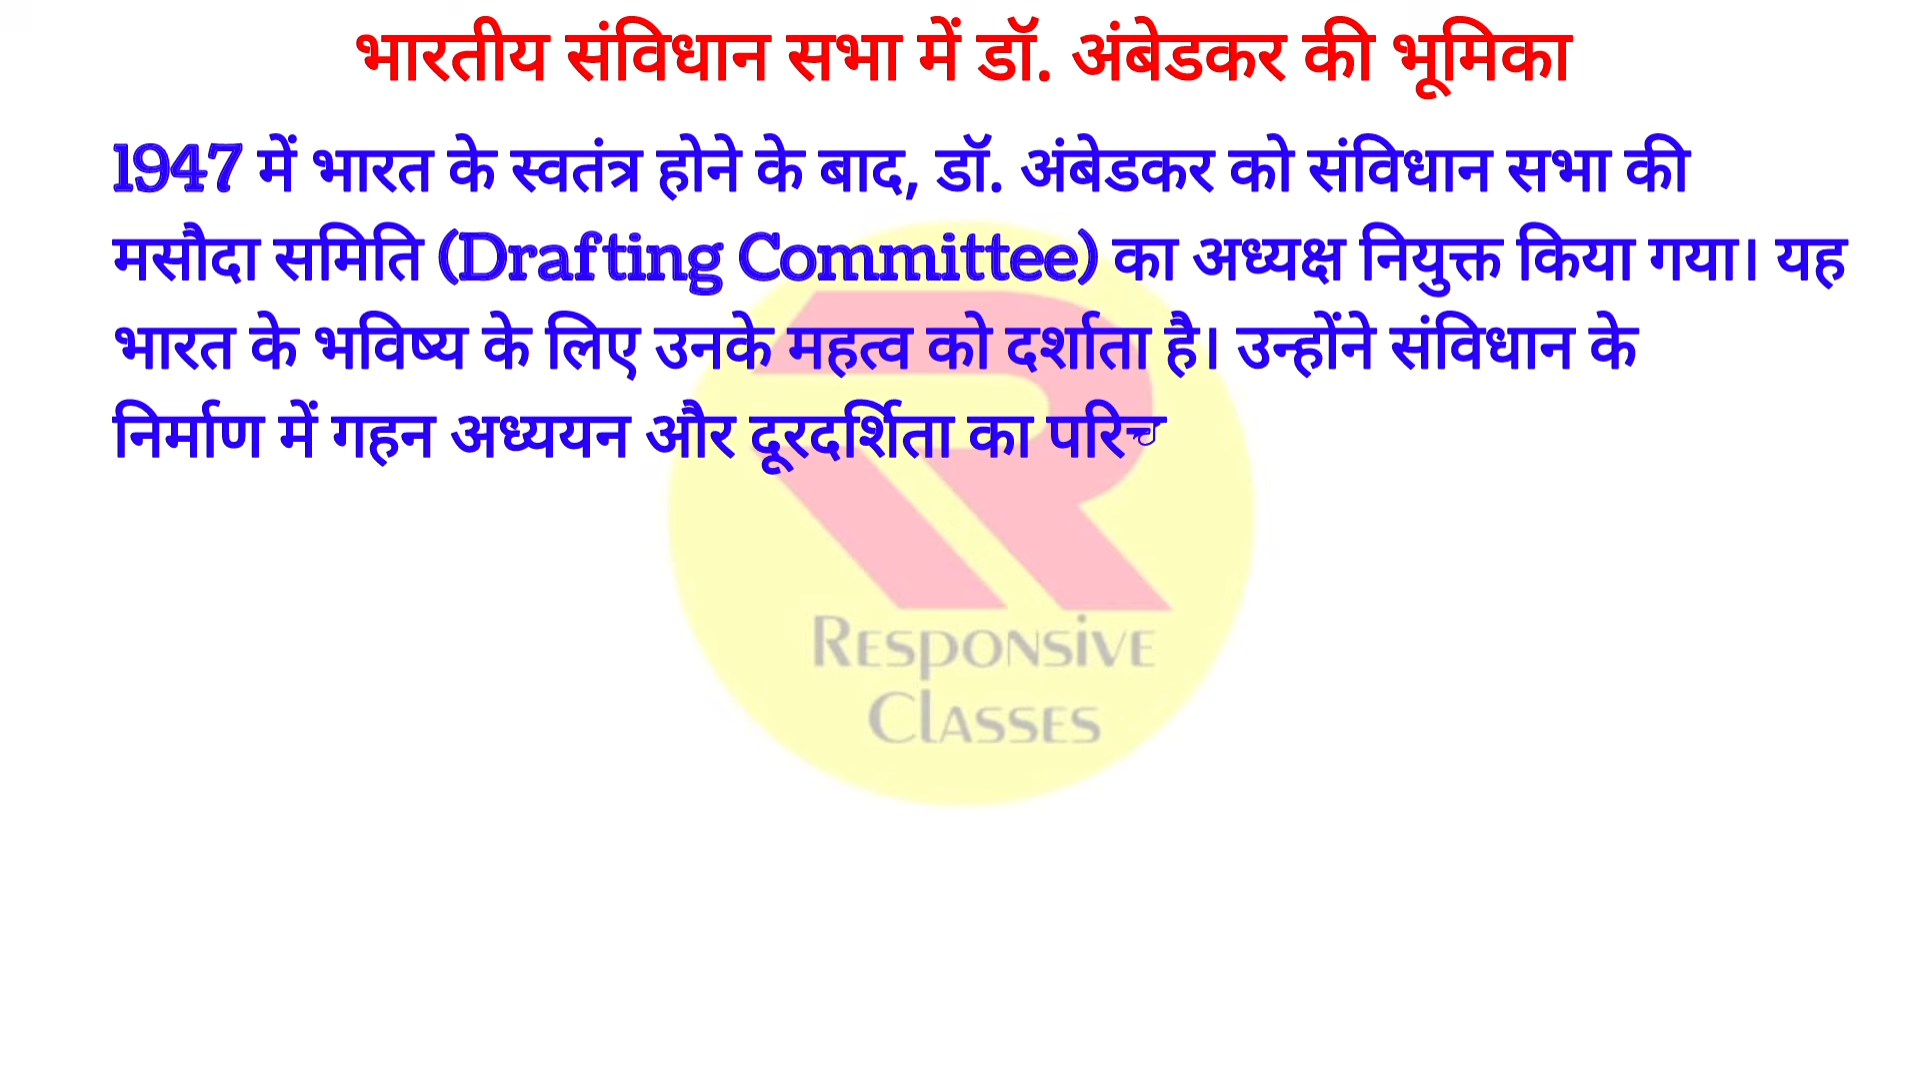 भारतीय संविधान सभा में डॉ. अंबेडकर की भूमिका
1947 में भारत के स्वतंत्र होने के बाद, डॉ. अंबेडकर को संविधान सभा की
मसौदा समिति (Drafting Committee) का अध्यक्ष नियुक्त किया गया। यह
भारत के भविष्य के लिए उनके महत्व को दर्शाता है। उन्होंने संविधान के
निर्माण में गहन अध्ययन और दूरदर्शिता का परिच
RESPONSIVE
CLASSES